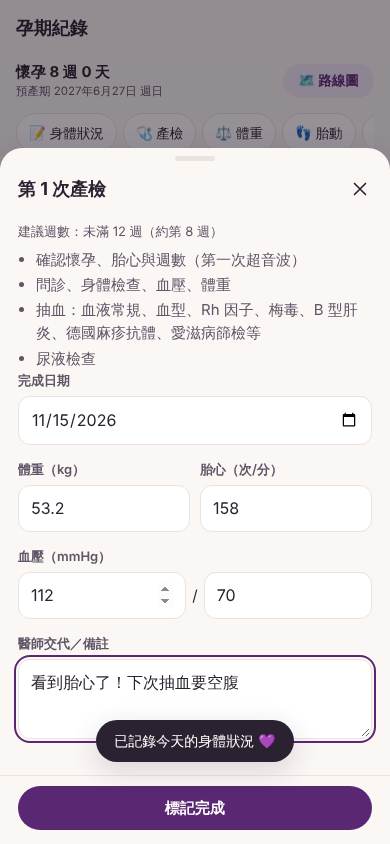 孕期紀錄
懷孕 8 週 0 天
預產期 2027年6月27日 週日
🗺️ 路線圖
📝 身體狀況
🩺 產檢
⚖️ 體重
👣 胎動
第 1 次產檢
建議週數：未滿 12 週（約第 8 週）
• 確認懷孕、胎心與週數（第一次超音波）
• 問診、身體檢查、血壓、體重
• 抽血：血液常規、血型、Rh 因子、梅毒、B 型肝
炎、德國麻疹抗體、愛滋病篩檢等
• 尿液檢查
完成日期
11/15/2026
體重（kg）
胎心（次/分）
53.2
158
血壓（mmHg）
112
/
70
醫師交代／備註
看到胎心了！下次抽血要空腹
已記錄今天的身體狀況 💜
標記完成